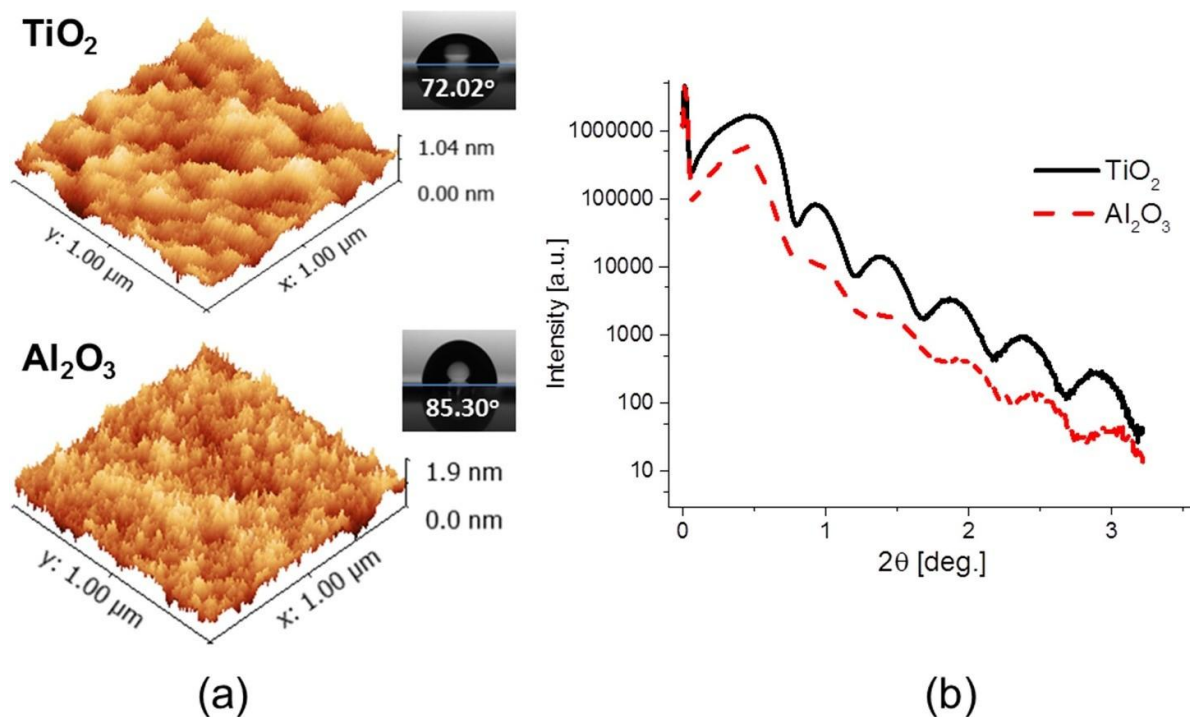 TiO₂
72.02°
1.04 nm
0.00 nm
y: 1.00 µm
x: 1.00 µm
Al₂O₃
85.30°
1.9 nm
0.0 nm
y: 1.00 µm
x: 1.00 µm
(a)
Intensity [a.u.]
1000000
100000
10000
1000
100
10
0
1
2
3
2θ [deg.]
TiO₂
Al₂O₃
(b)